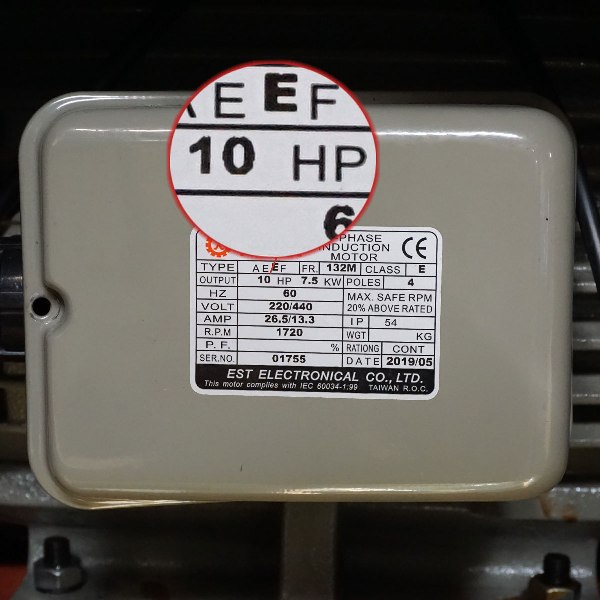 A E E F
10 HP
6
PHASE
INDUCTION
MOTOR
CE
TYPE A E E F FR. 132M CLASS E
OUTPUT 10 HP 7.5 KW POLES 4
HZ 60 MAX. SAFE RPM
VOLT 220/440 20% ABOVE RATED
AMP 26.5/13.3 I P 54
R.P.M 1720 WGT KG
P. F. % RATIONG CONT
SER.NO. 01755 DATE 2019/05
EST ELECTRONICAL CO., LTD.
This motor complies with IEC 60034-1:99 TAIWAN R.O.C.